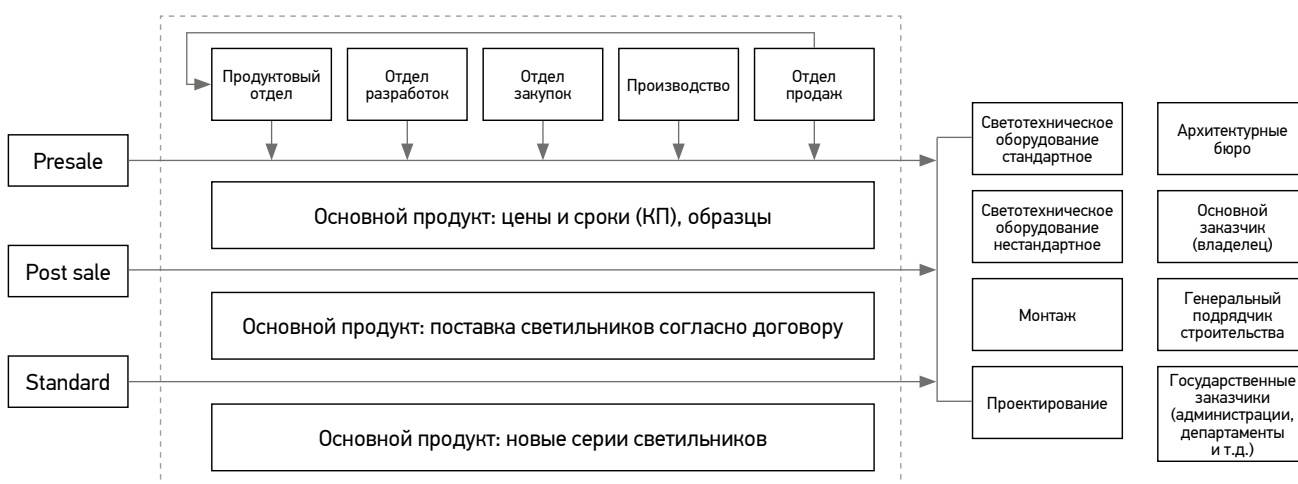 Продуктовый
отдел
Отдел
разработок
Отдел
закупок
Производство
Отдел
продаж
Presale
Основной продукт: цены и сроки (КП), образцы
Post sale
Основной продукт: поставка светильников согласно договору
Standard
Основной продукт: новые серии светильников
Светотехническое
оборудование
стандартное
Архитектурные
бюро
Светотехническое
оборудование
нестандартное
Основной
заказчик
(владелец)
Монтаж
Генеральный
подрядчик
строительства
Проектирование
Государственные
заказчики
(администрации,
департаменты
и т.д.)